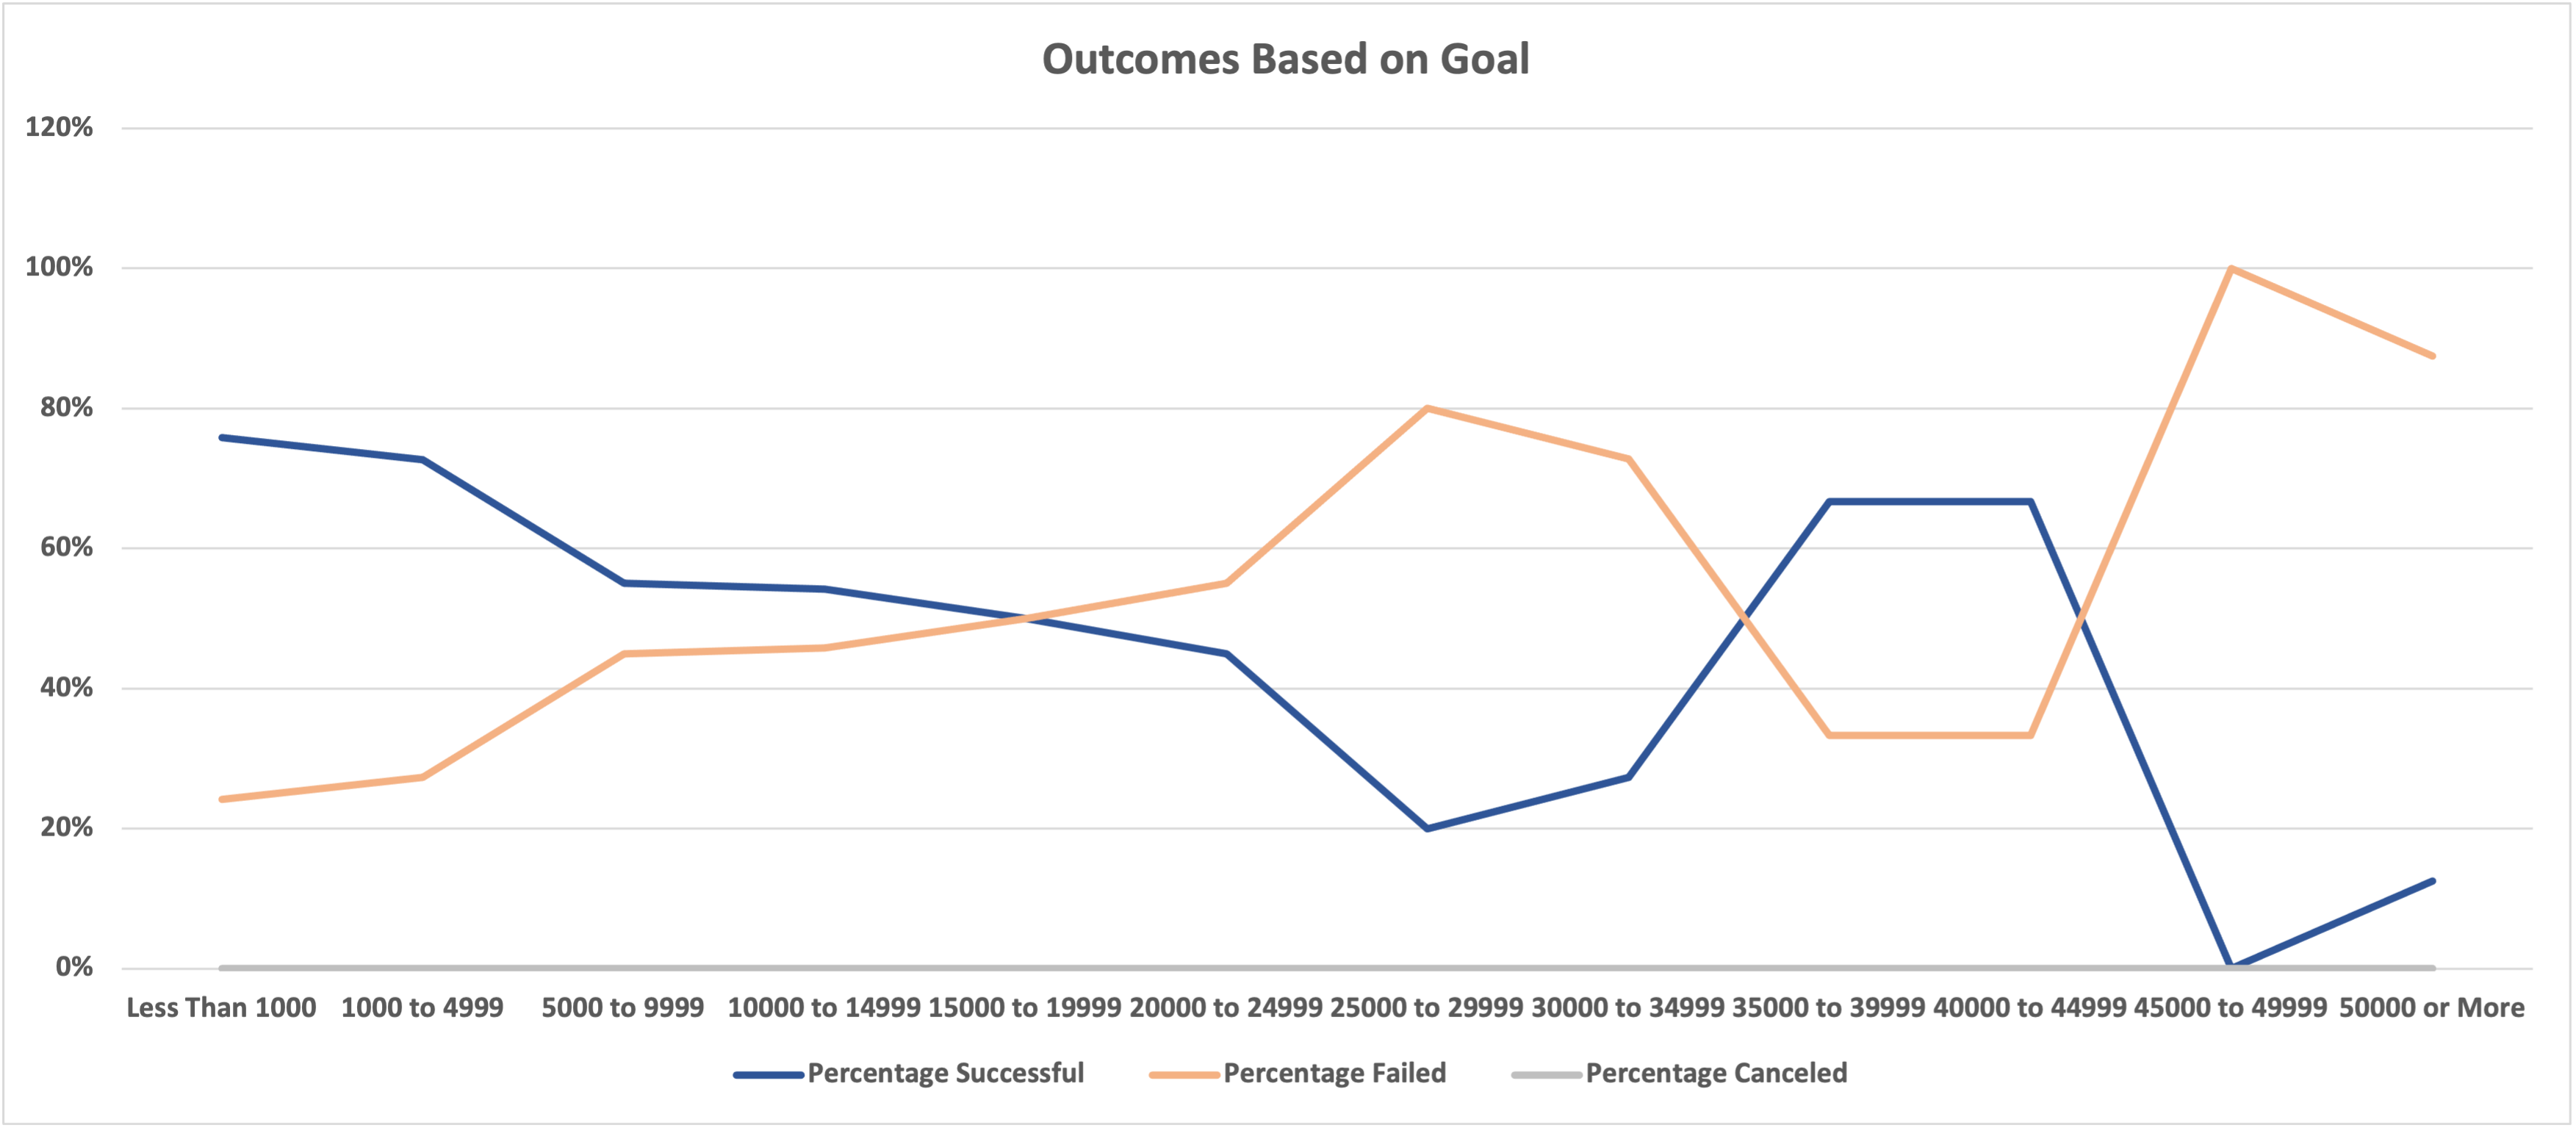 Outcomes Based on Goal
120%
100%
80%
60%
40%
20%
0%
Less Than 1000 1000 to 4999 5000 to 9999 10000 to 14999 15000 to 19999 20000 to 24999 25000 to 29999 30000 to 34999 35000 to 39999 40000 to 44999 45000 to 49999 50000 or More
Percentage Successful Percentage Failed Percentage Canceled